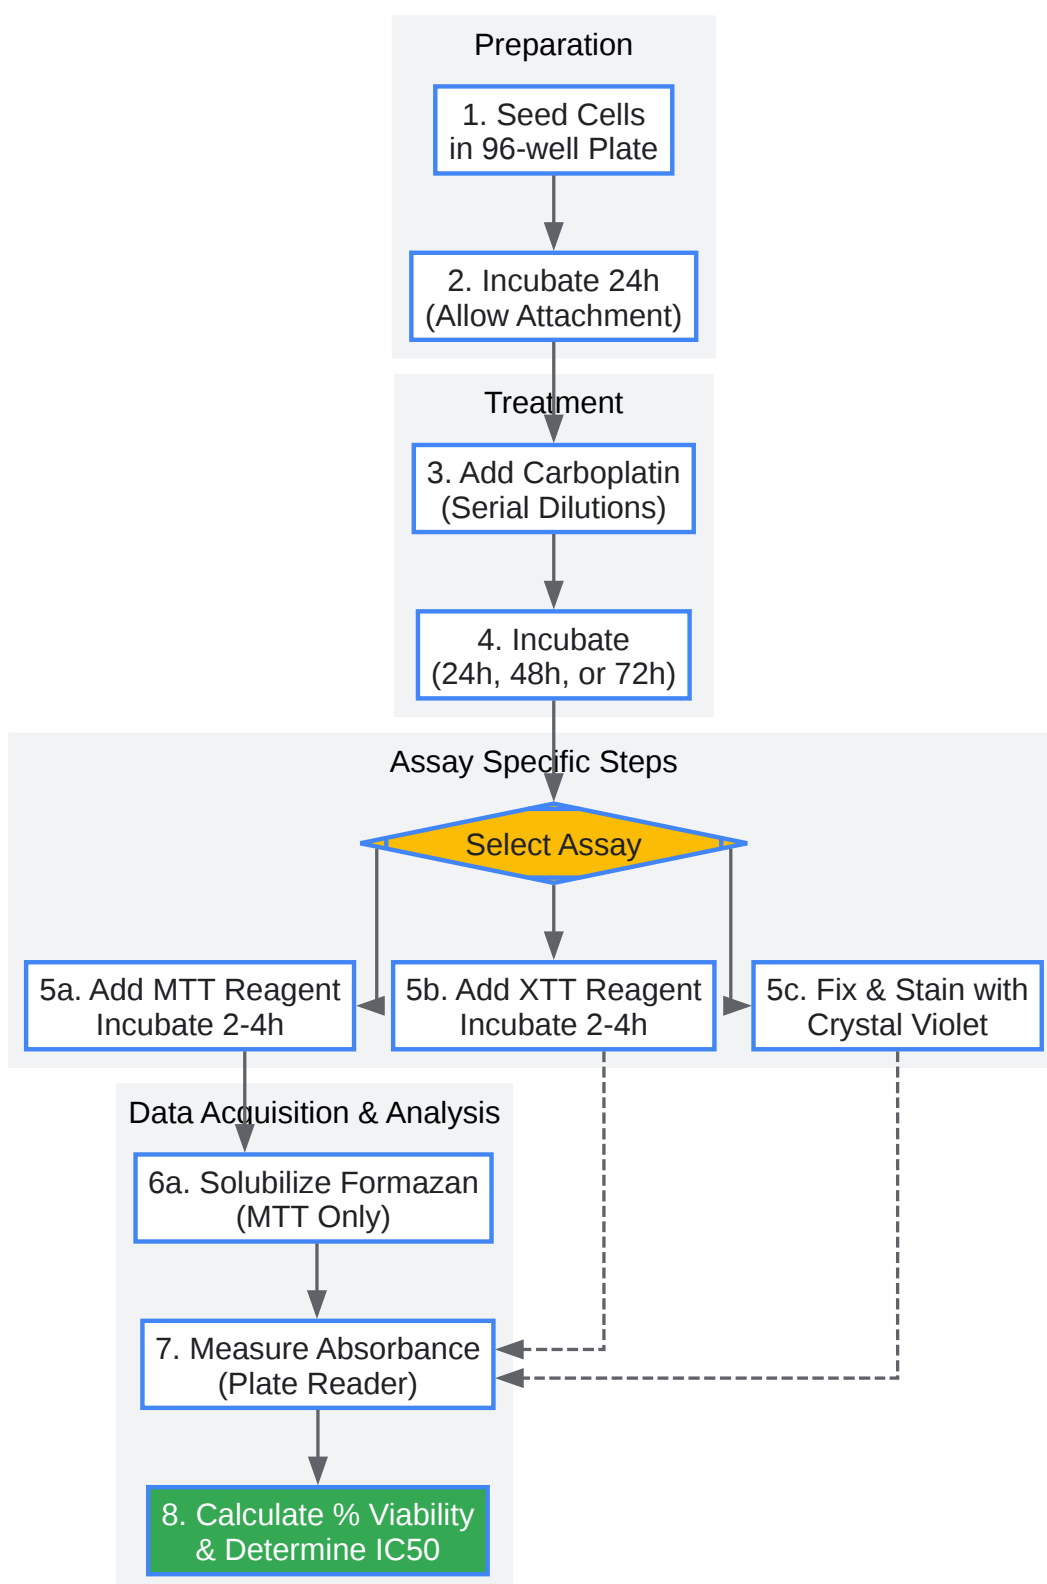 Preparation
1. Seed Cells
in 96-well Plate
2. Incubate 24h
(Allow Attachment)
Treatment
3. Add Carboplatin
(Serial Dilutions)
4. Incubate
(24h, 48h, or 72h)
Assay Specific Steps
Select Assay
5a. Add MTT Reagent
Incubate 2-4h
5b. Add XTT Reagent
Incubate 2-4h
5c. Fix & Stain with
Crystal Violet
Data Acquisition & Analysis
6a. Solubilize Formazan
(MTT Only)
7. Measure Absorbance
(Plate Reader)
8. Calculate % Viability
& Determine IC50